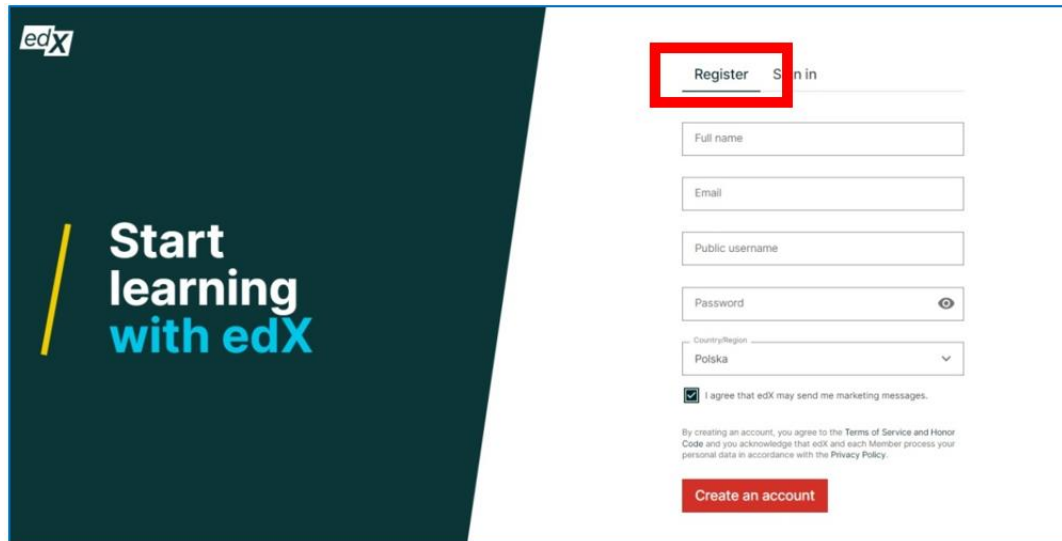 edX
Register Sign in
Full name
Email
Start
learning
with edX
Public username
Password
Country/Region
Polska
I agree that edX may send me marketing messages.
By creating an account, you agree to the Terms of Service and Honor
Code and you acknowledge that edX and each Member process your
personal data in accordance with the Privacy Policy.
Create an account